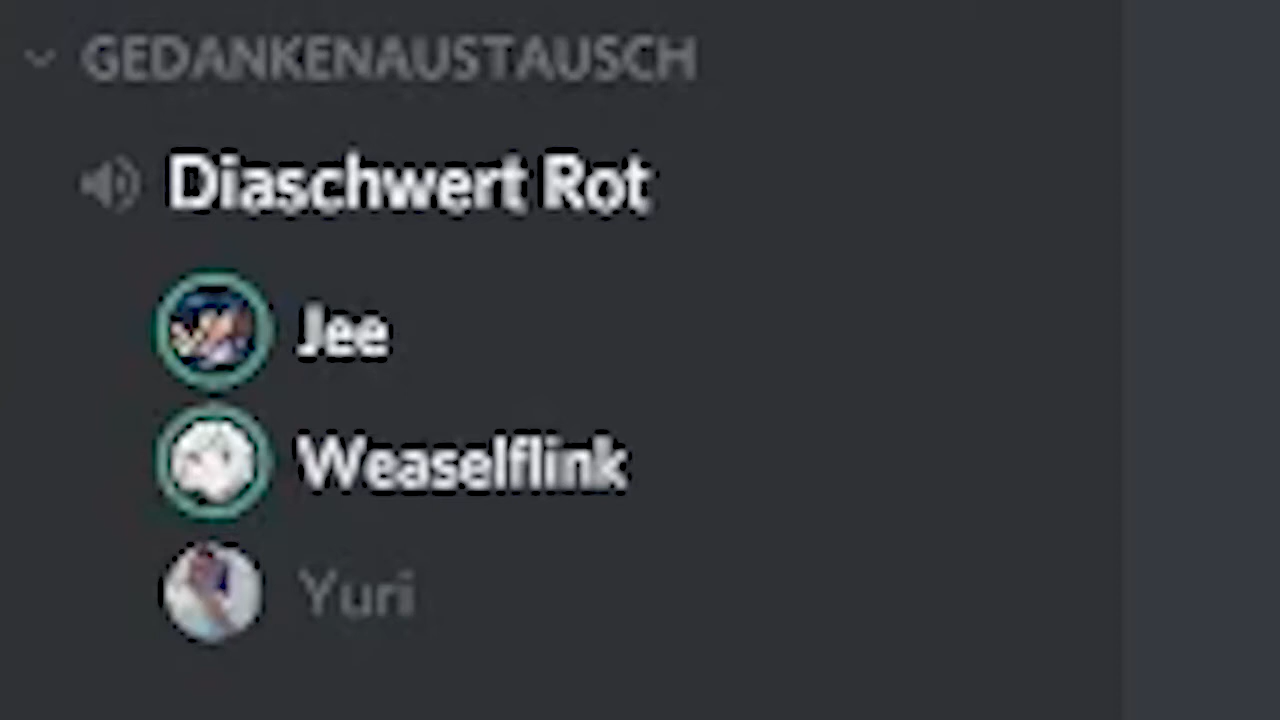 GEDANKENAUSTAUSCH
Diaschwert Rot
Jee
Weaselflink
Yuri